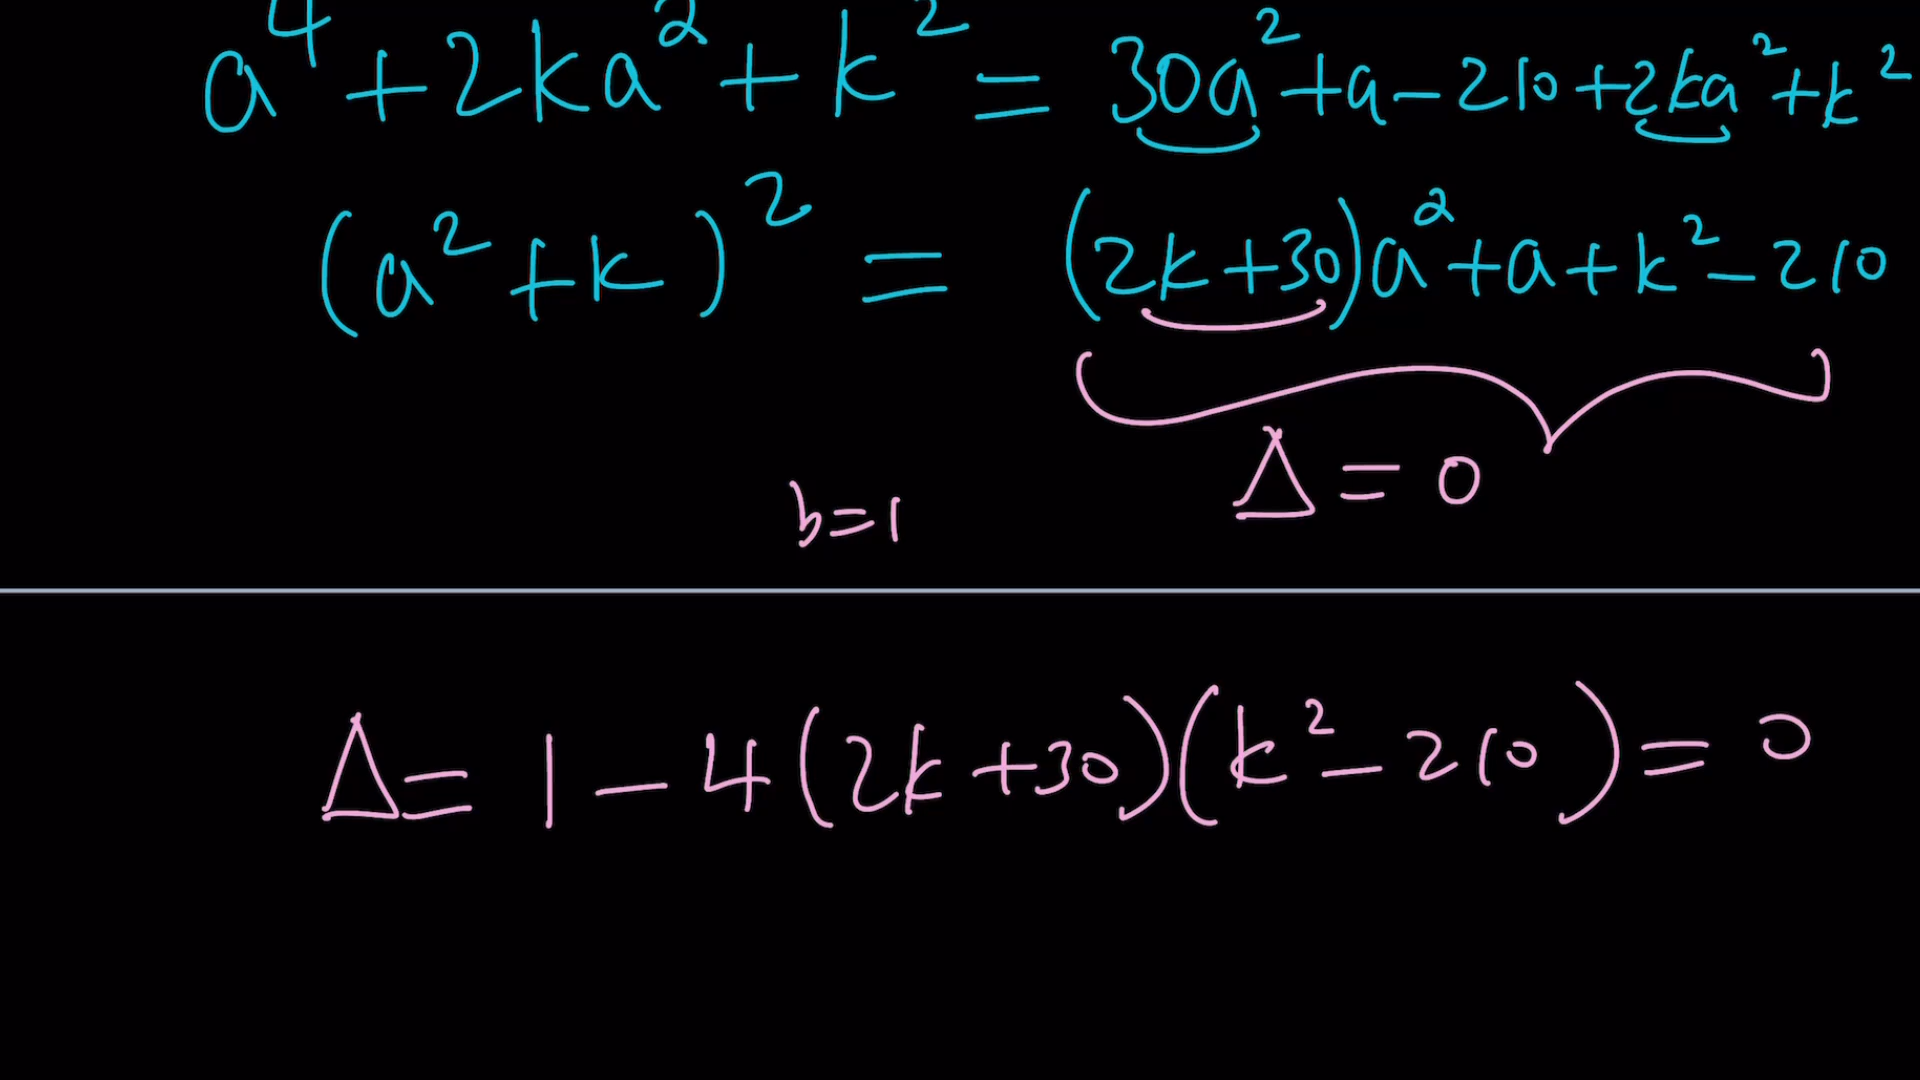 a⁴+2ka²+k² = 30a²+a-210+2ka²+k²
(a²+k)² = (2k+30)a²+a+k²-210
b=1 Δ=0
Δ= 1-4(2k+30)(k²-210)=0